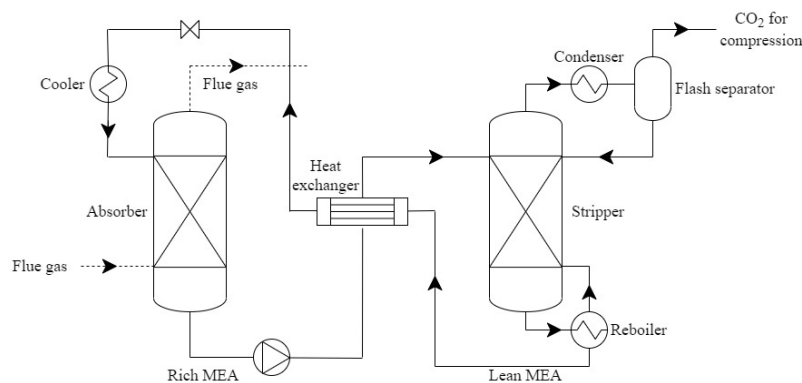 CO₂ for
compression
Condenser
Cooler
Flue gas
Flash separator
Heat
exchanger
Absorber
Stripper
Flue gas
Reboiler
Rich MEA
Lean MEA